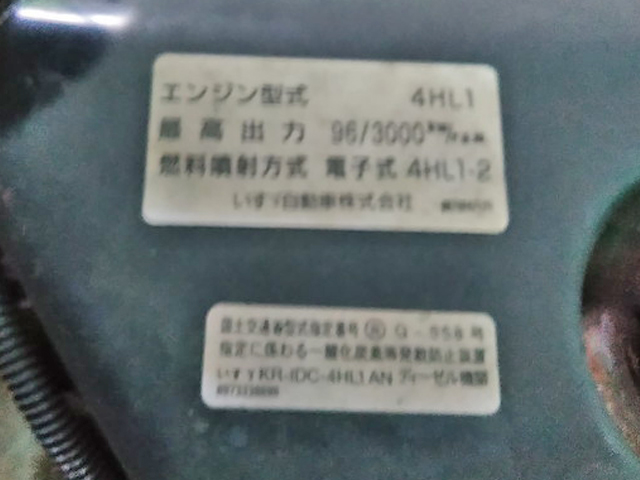 エンジン型式 4HL1
最高出力 96/3000
燃料噴射方式 電子式 4HL1-2
いすゞ自動車株式会社
国土交通省型式指定番号 G-958 号
指定に係わる一酸化炭素等発散防止装置
いすゞKR-IDC-4HL1AN ディーゼル機関